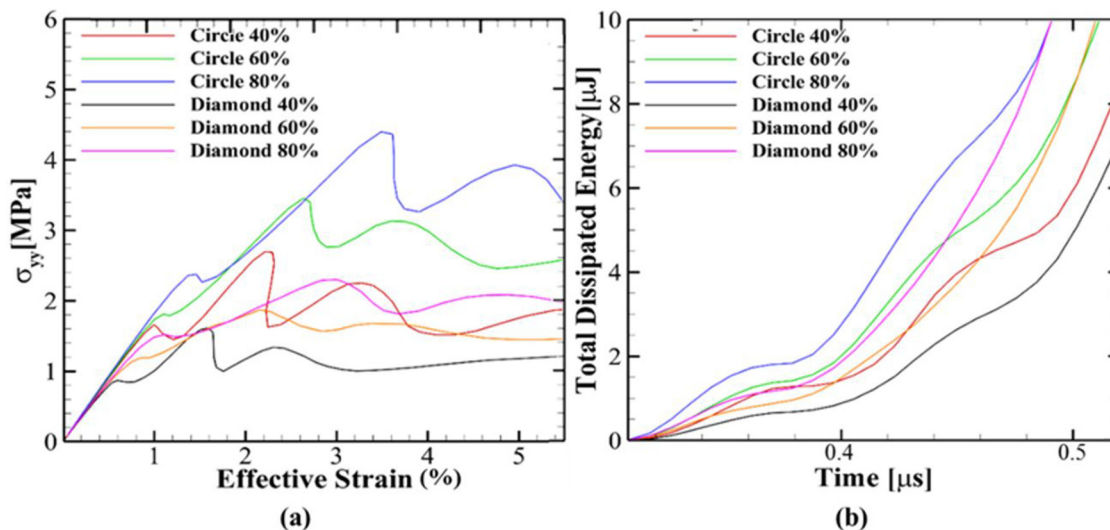 6
5
4
3
2
1
0
σyy[MPa]
Circle 40%
Circle 60%
Circle 80%
Diamond 40%
Diamond 60%
Diamond 80%
1 2 3 4 5
Effective Strain (%)
(a)
10
8
6
4
2
0
Total Dissipated Energy[μJ]
Circle 40%
Circle 60%
Circle 80%
Diamond 40%
Diamond 60%
Diamond 80%
0.4 0.5
Time [μs]
(b)